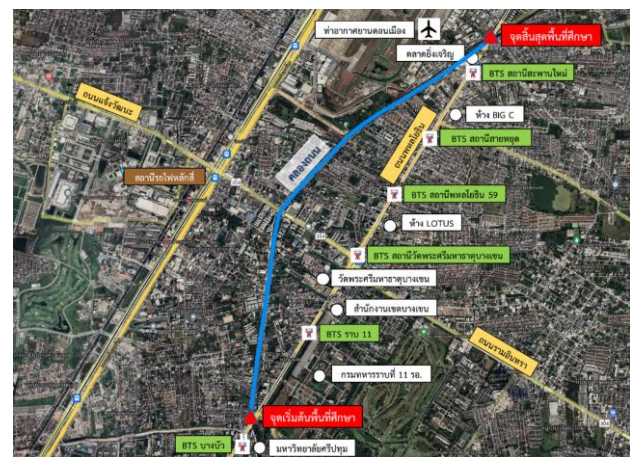 ท่าอากาศยานดอนเมือง
จุดสิ้นสุดพื้นที่ศึกษา
ตลาดยิ่งเจริญ
BTS สถานีสะพานใหม่
ถนนแจ้งวัฒนะ
ห้าง BIG C
ถนนพหลโยธิน
BTS สถานีสายหยุด
คลองถนน
สถานีรถไฟหลักสี่
BTS สถานีพหลโยธิน 59
ห้าง LOTUS
BTS สถานีวัดพระศรีมหาธาตุบางเขน
วัดพระศรีมหาธาตุบางเขน
สำนักงานเขตบางเขน
BTS ราบ 11
ถนนรามอินทรา
กรมทหารราบที่ 11 รอ.
จุดเริ่มต้นพื้นที่ศึกษา
BTS บางบัว
มหาวิทยาลัยศรีปทุม